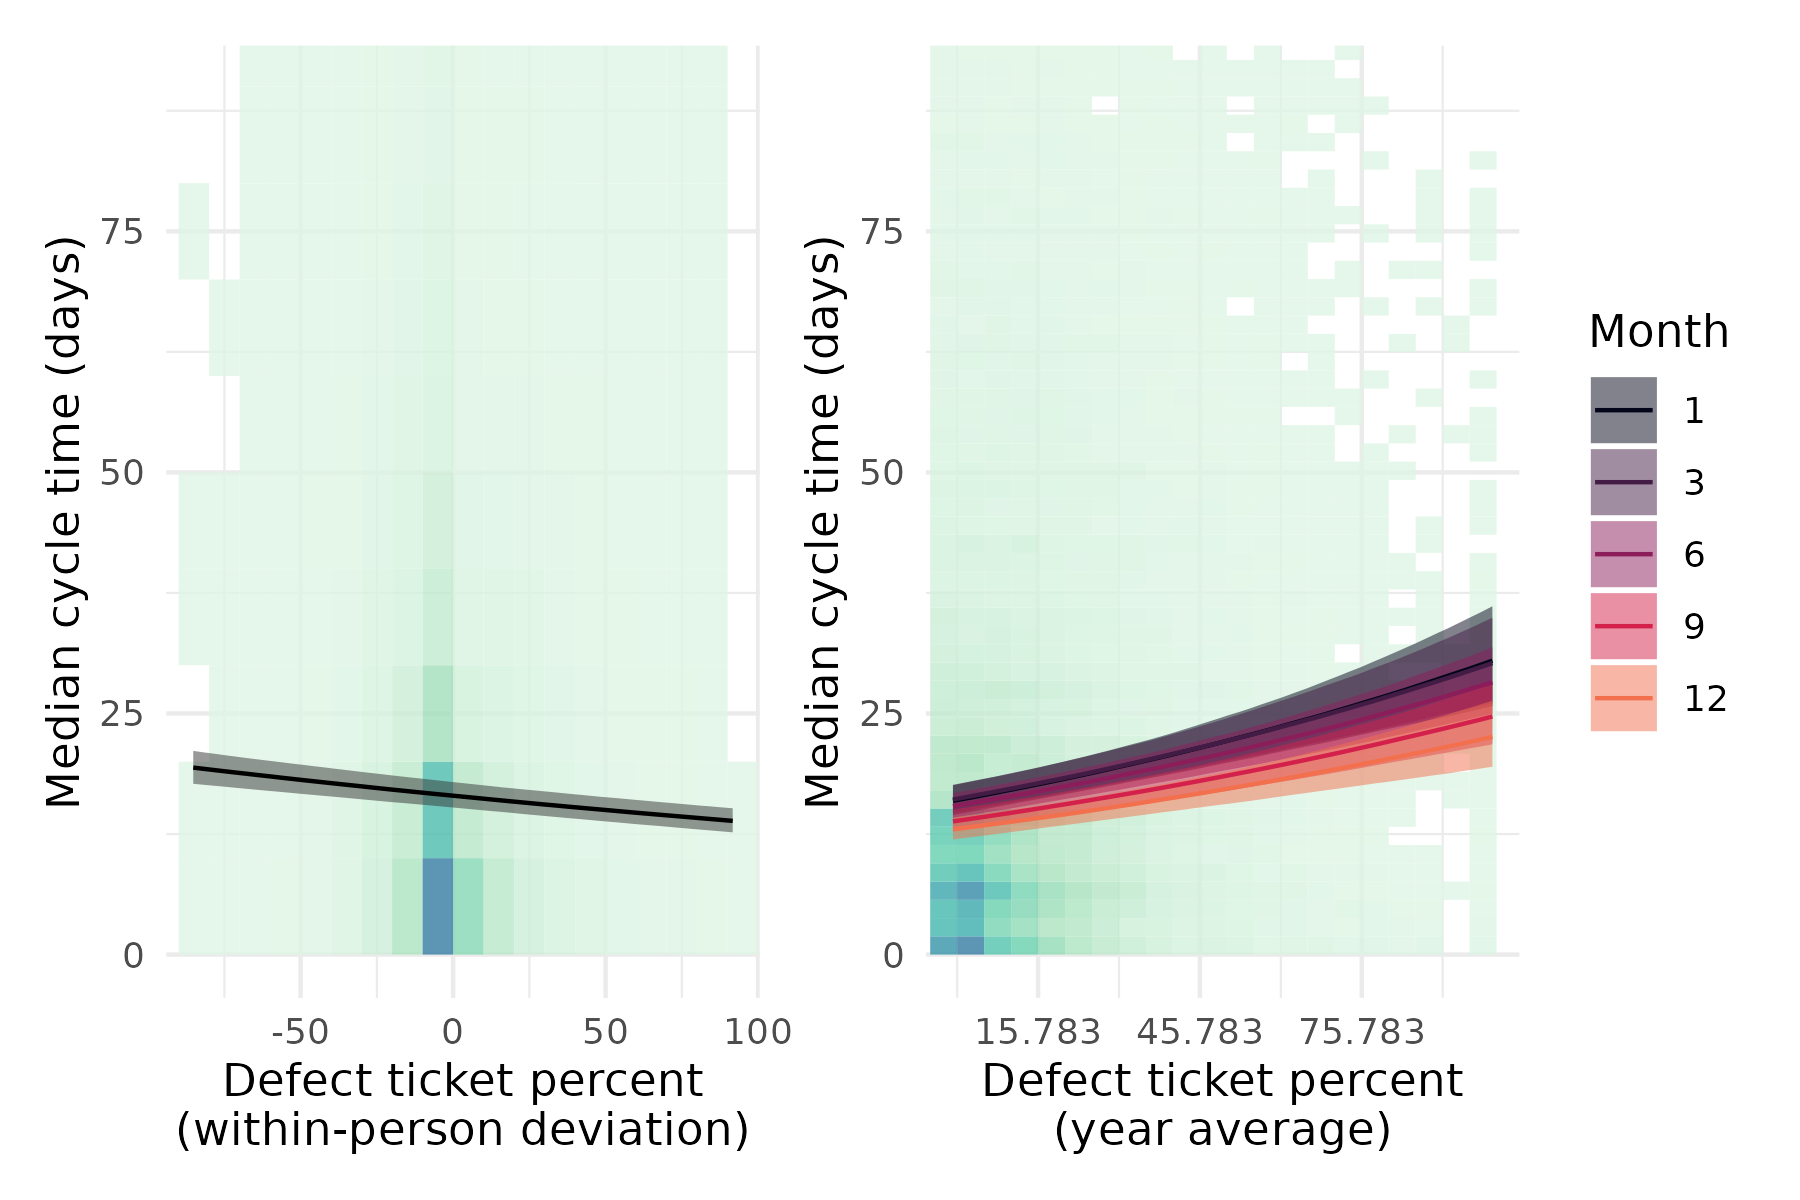 Median cycle time (days)
75
50
25
0
-50 0 50 100
Defect ticket percent
(within-person deviation)
Median cycle time (days)
75
50
25
0
15.783 45.783 75.783
Defect ticket percent
(year average)
Month
1
3
6
9
12